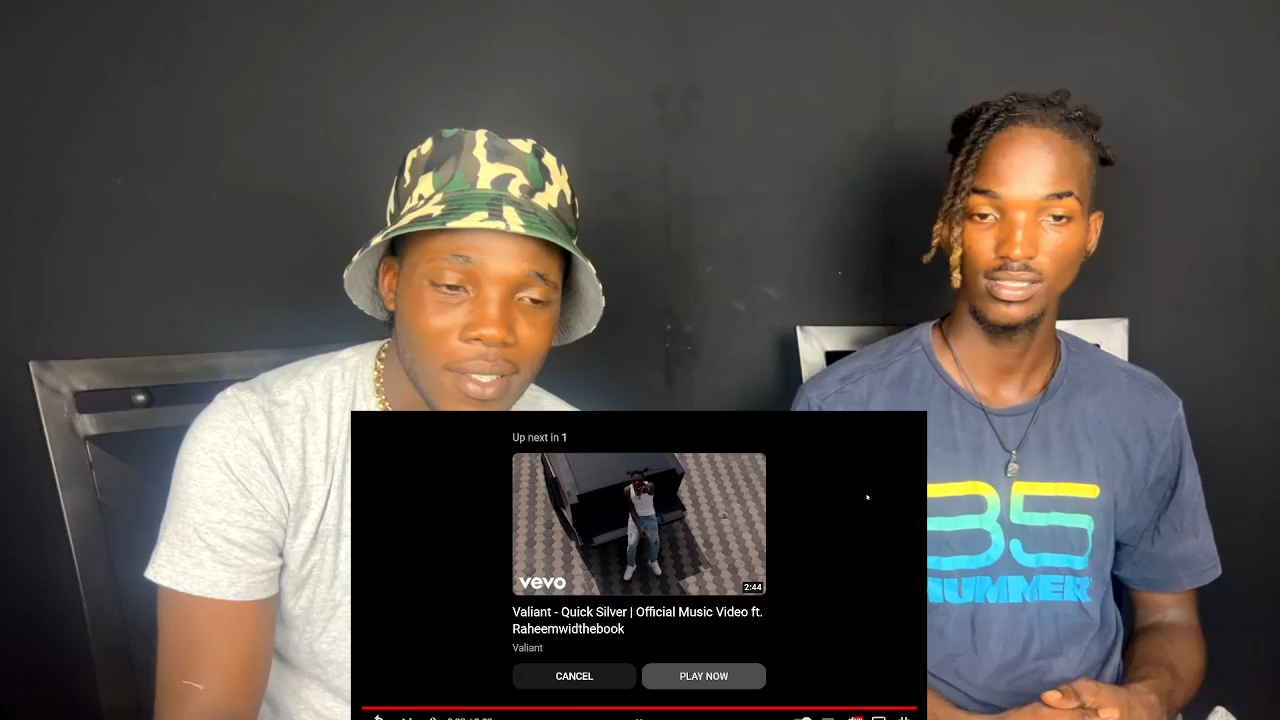 Up next in 1
vevo
2:44
Valiant - Quick Silver | Official Music Video ft.
Raheemwidthebook
Valiant
CANCEL
PLAY NOW
35
HUMMER